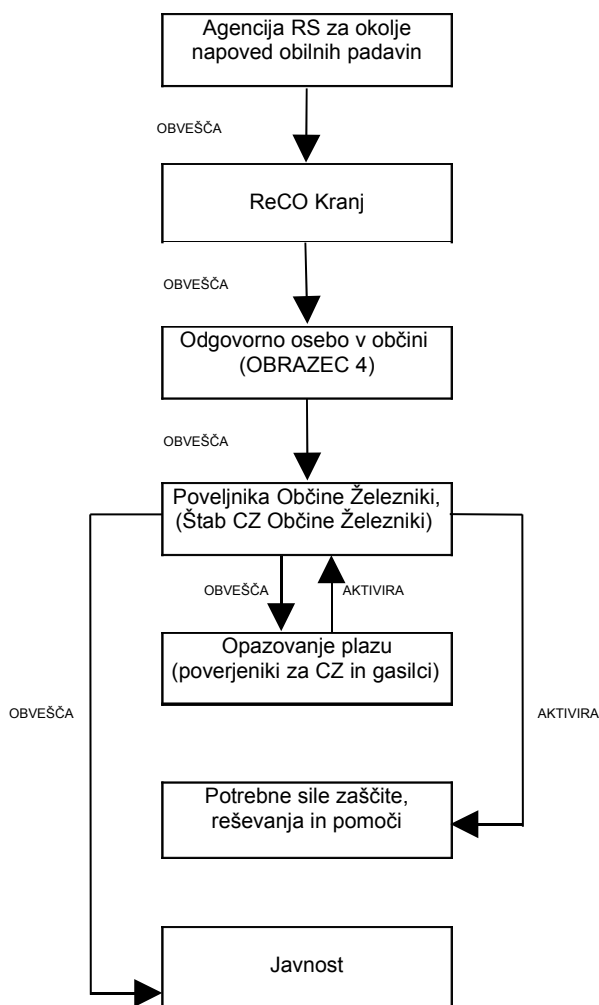 Agencija RS za okolje
napoved obilnih padavin
OBVEŠČA
ReCO Kranj
OBVEŠČA
Odgovorno osebo v občini
(OBRAZEC 4)
OBVEŠČA
Poveljnika Občine Železniki,
(Štab CZ Občine Železniki)
OBVEŠČA
AKTIVIRA
Opazovanje plazu
(poverjeniki za CZ in gasilci)
OBVEŠČA
AKTIVIRA
Potrebne sile zaščite,
reševanja in pomoči
Javnost